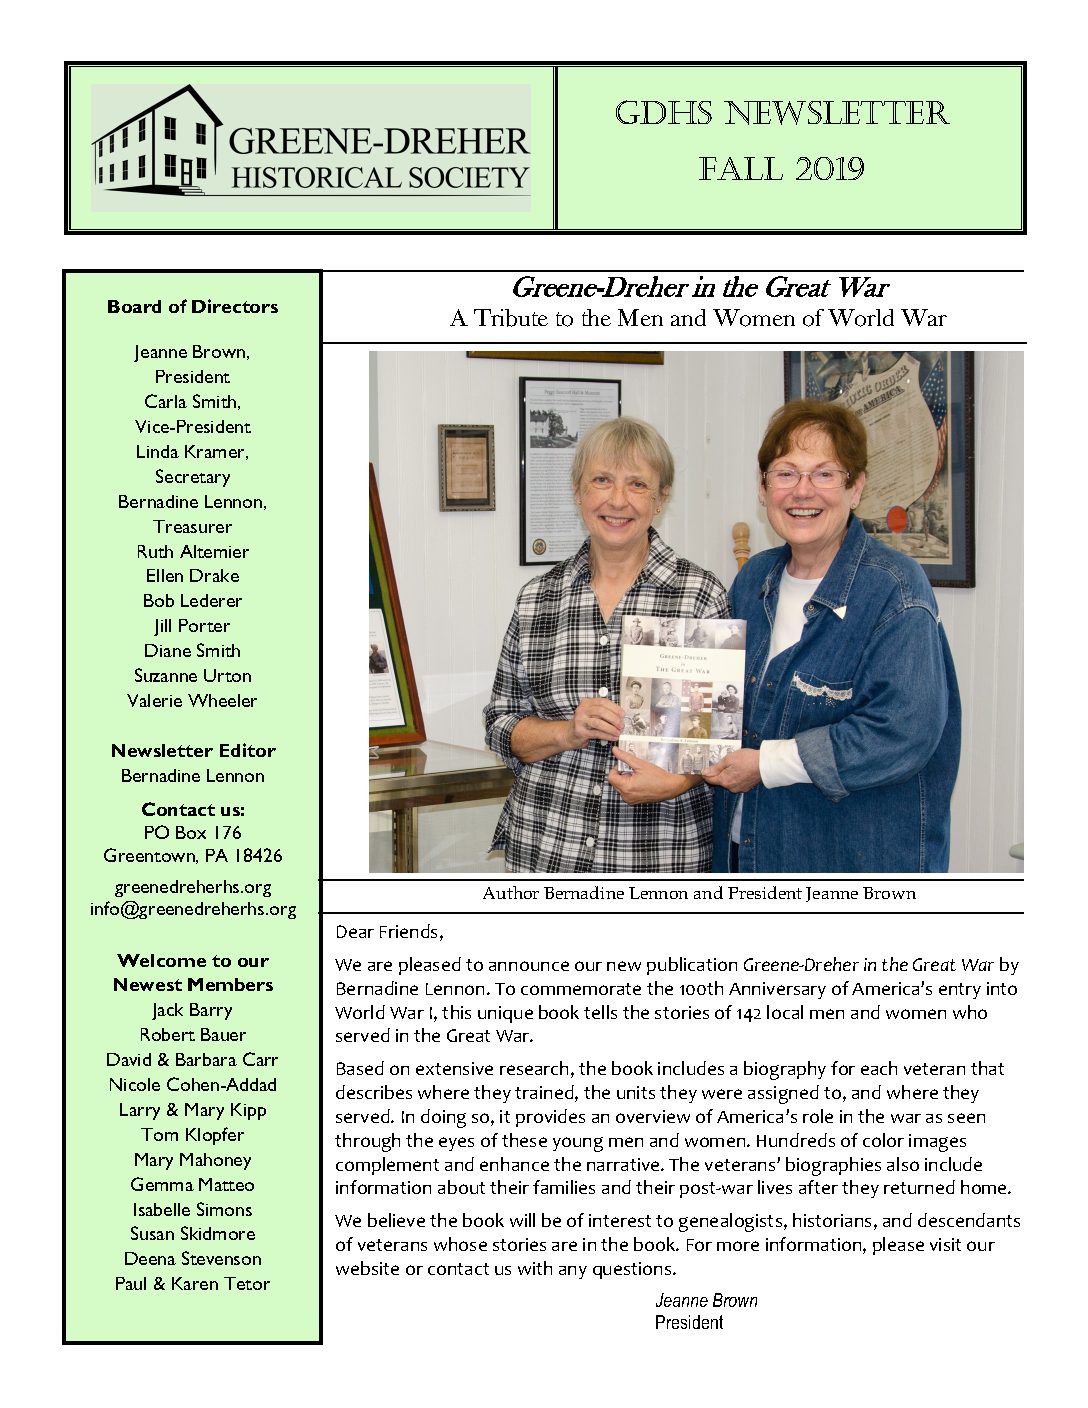 GREENE-DREHER
HISTORICAL SOCIETY
GDHS NEWSLETTER
FALL 2019
Board of Directors
Jeanne Brown,
President
Carla Smith,
Vice-President
Linda Kramer,
Secretary
Bernadine Lennon,
Treasurer
Ruth Altemier
Ellen Drake
Bob Lederer
Jill Porter
Diane Smith
Suzanne Urton
Valerie Wheeler
Newsletter Editor
Bernadine Lennon
Contact us:
PO Box 176
Greentown, PA 18426
greenedreherhs.org
info@greenedreherhs.org
Welcome to our
Newest Members
Jack Barry
Robert Bauer
David & Barbara Carr
Nicole Cohen-Addad
Larry & Mary Kipp
Tom Klopfer
Mary Mahoney
Gemma Matteo
Isabelle Simons
Susan Skidmore
Deena Stevenson
Paul & Karen Tetor
Greene-Dreher in the Great War
A Tribute to the Men and Women of World War
OTIC ORDER
AMERICA
GREENE-DREHER
in
THE GREAT WAR
Author Bernadine Lennon and President Jeanne Brown
Dear Friends,
We are pleased to announce our new publication Greene-Dreher in the Great War by
Bernadine Lennon. To commemorate the 100th Anniversary of America's entry into
World War I, this unique book tells the stories of 142 local men and women who
served in the Great War.
Based on extensive research, the book includes a biography for each veteran that
describes where they trained, the units they were assigned to, and where they
served. In doing so, it provides an overview of America's role in the war as seen
through the eyes of these young men and women. Hundreds of color images
complement and enhance the narrative. The veterans' biographies also include
information about their families and their post-war lives after they returned home.
We believe the book will be of interest to genealogists, historians, and descendants
of veterans whose stories are in the book. For more information, please visit our
website or contact us with any questions.
Jeanne Brown
President